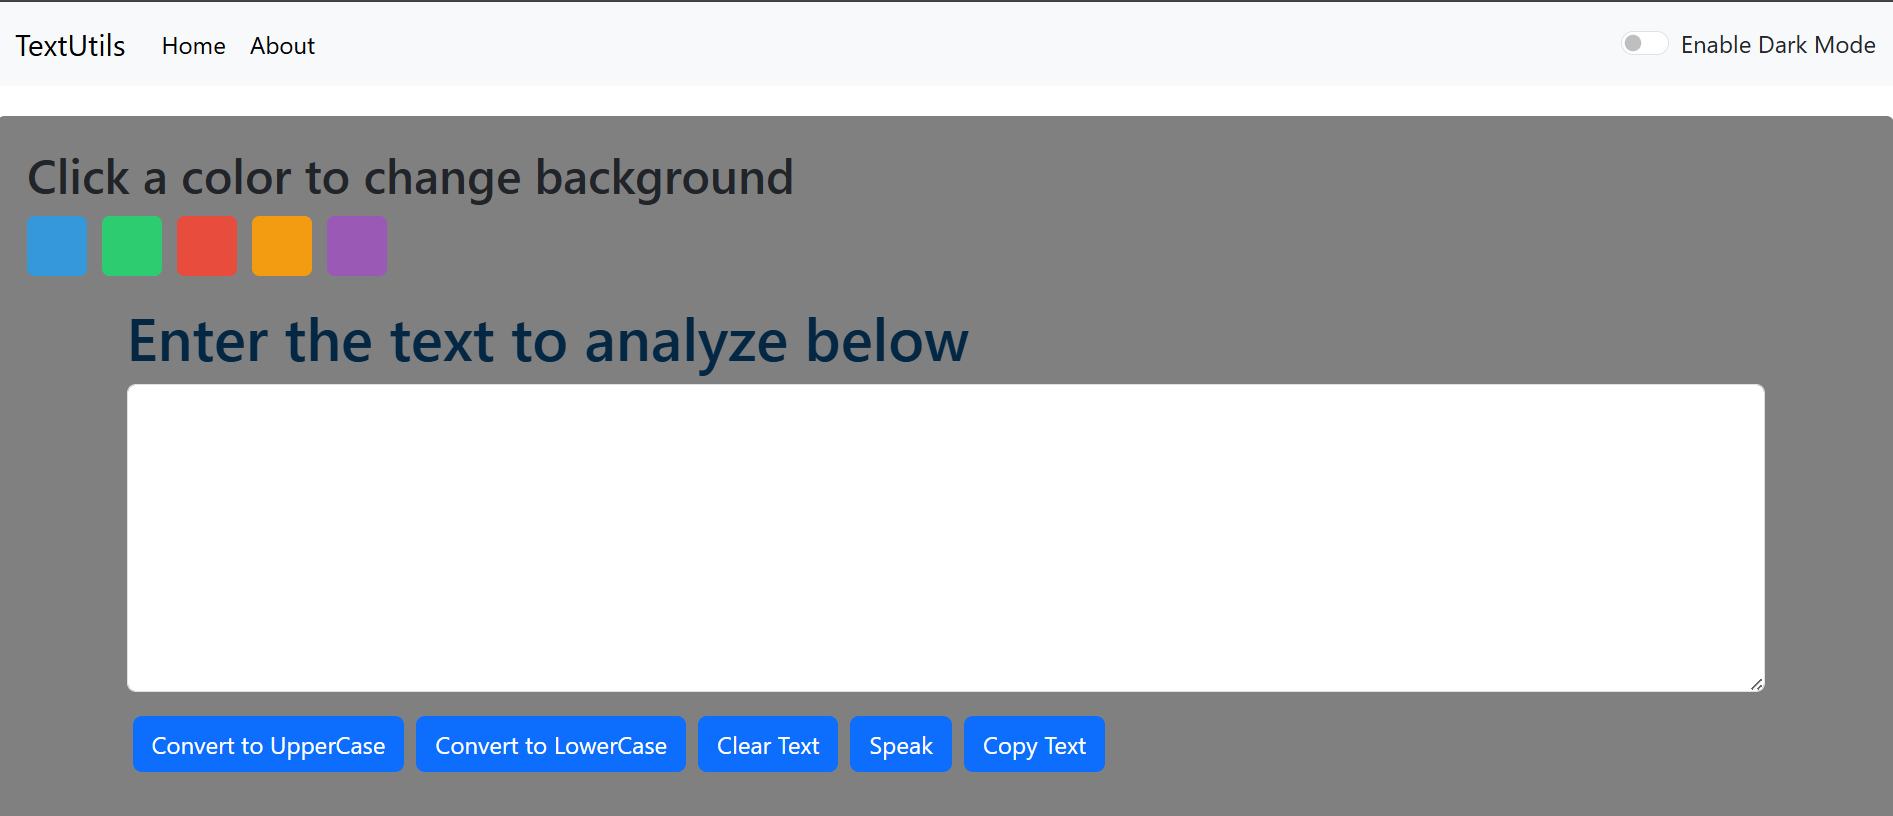 TextUtils Home About Enable Dark Mode
Click a color to change background
Enter the text to analyze below
Convert to UpperCase Convert to LowerCase Clear Text Speak Copy Text